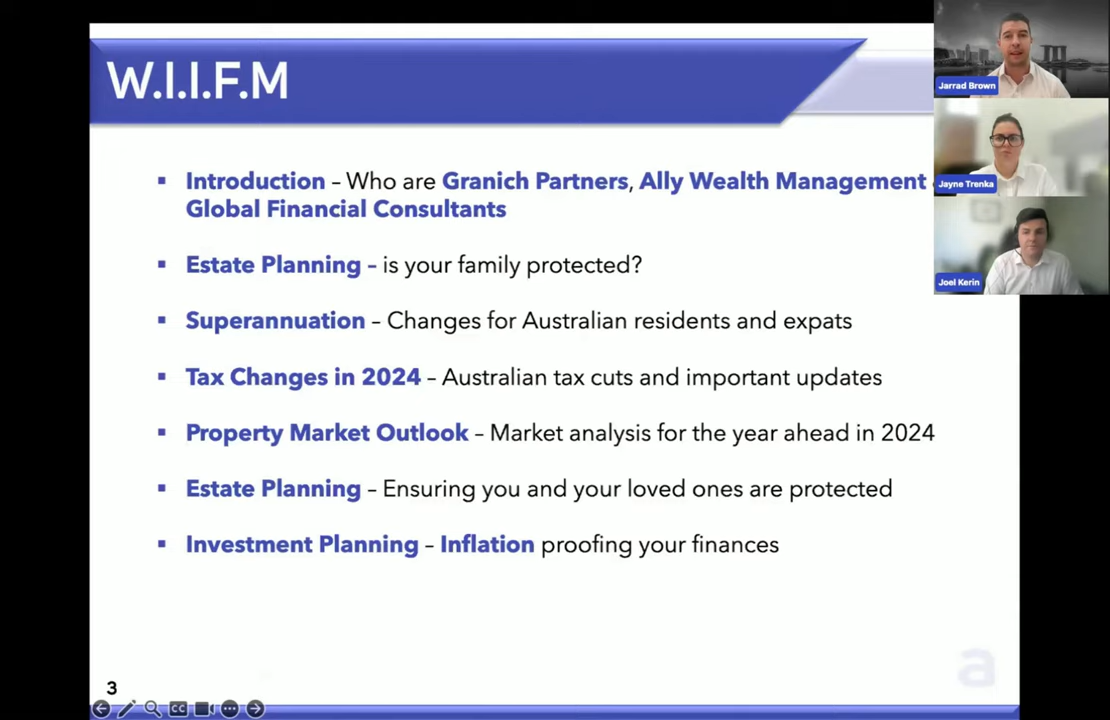 W.I.I.F.M
Introduction – Who are Granich Partners, Ally Wealth Management
Global Financial Consultants
Estate Planning – is your family protected?
Superannuation – Changes for Australian residents and expats
Tax Changes in 2024 – Australian tax cuts and important updates
Property Market Outlook – Market analysis for the year ahead in 2024
Estate Planning – Ensuring you and your loved ones are protected
Investment Planning – Inflation proofing your finances
Jarrad Brown
Jayne Trenka
Joel Kerin
a
3
CC